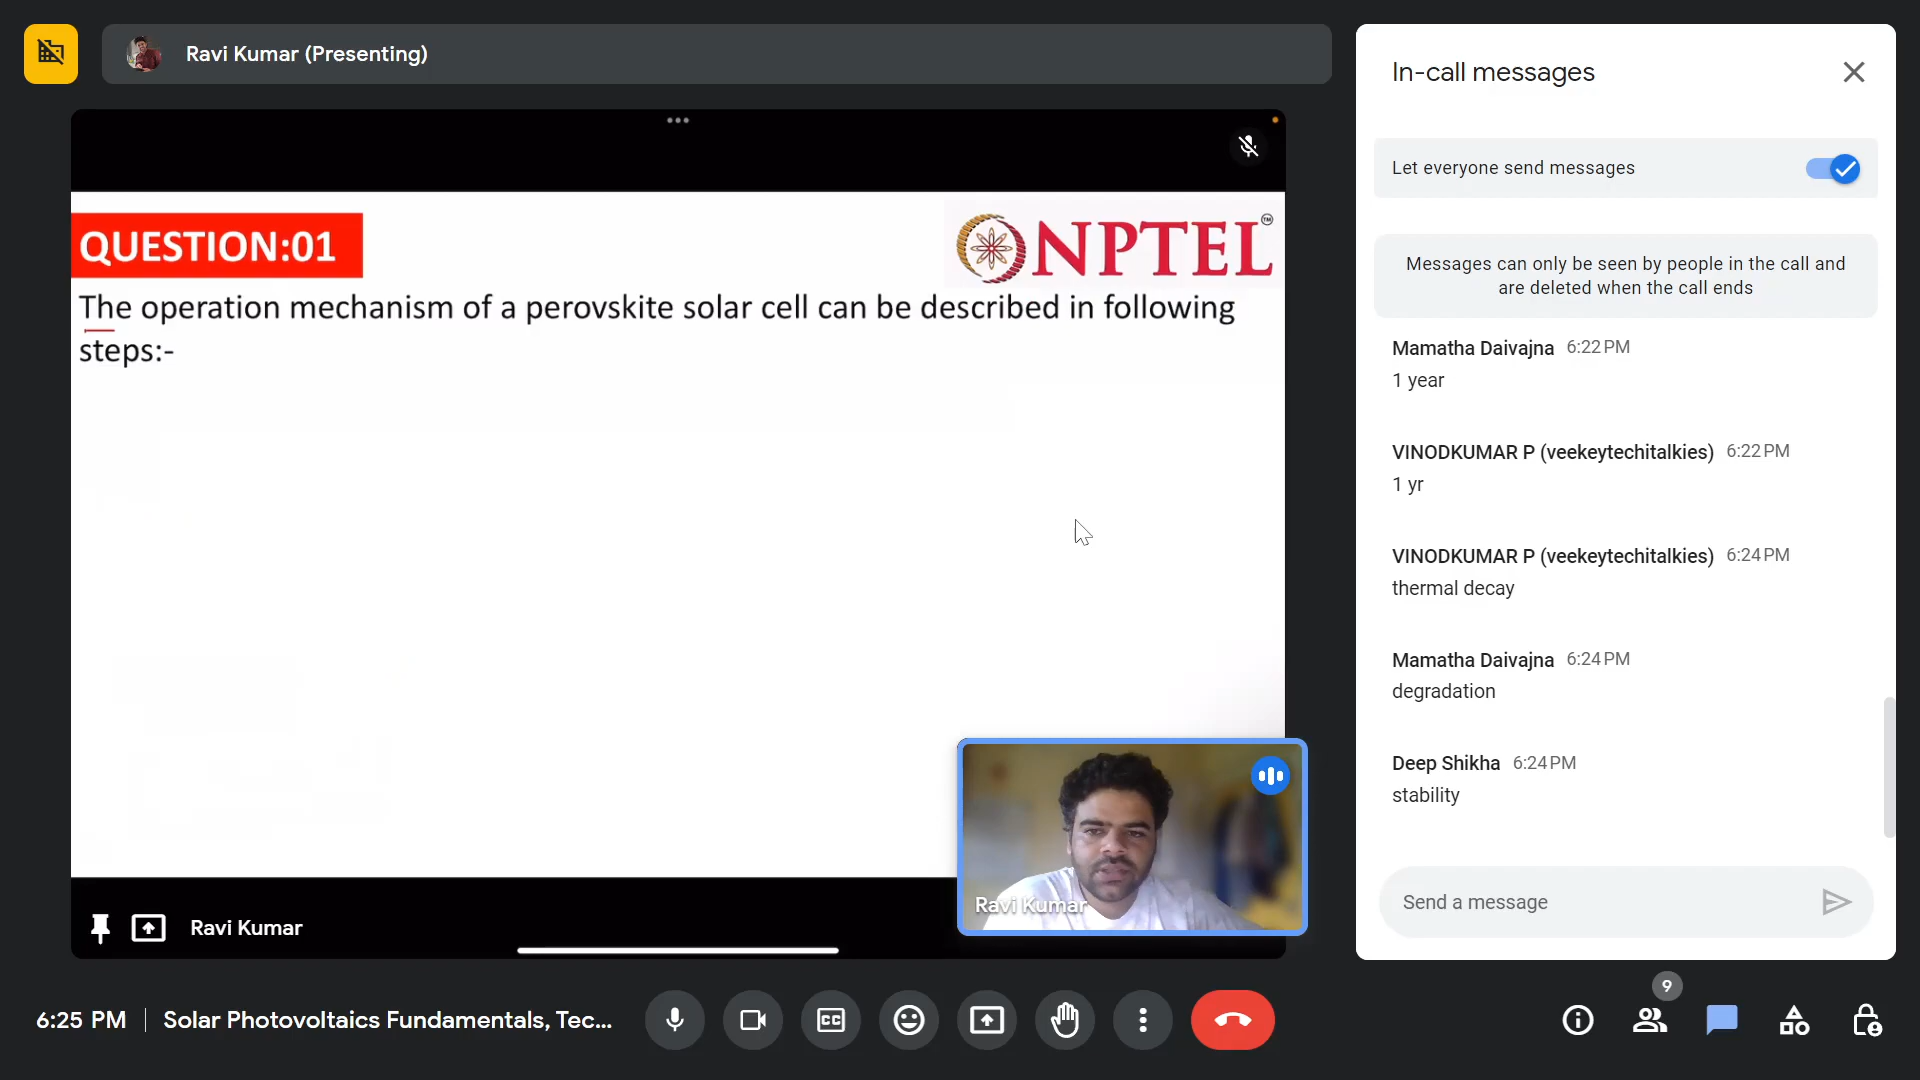 Ravi Kumar (Presenting)
QUESTION:01
NPTEL
TM
The operation mechanism of a perovskite solar cell can be described in following
steps:-
Ravi Kumar
Ravi Kumar
In-call messages
Let everyone send messages
Messages can only be seen by people in the call and
are deleted when the call ends
Mamatha Daivajna 6:22 PM
1 year
VINODKUMAR P (veekeytechitalkies) 6:22 PM
1 yr
VINODKUMAR P (veekeytechitalkies) 6:24 PM
thermal decay
Mamatha Daivajna 6:24 PM
degradation
Deep Shikha 6:24 PM
stability
Send a message
6:25 PM | Solar Photovoltaics Fundamentals, Tec...
CC
9